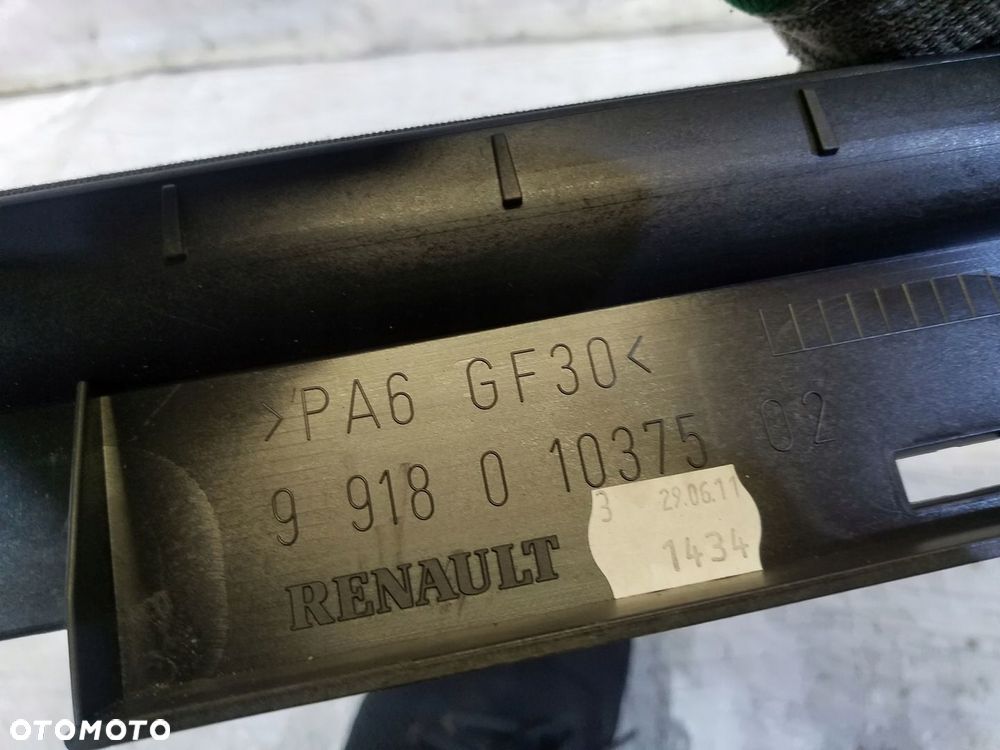 >PA6 GF30<
9 918 0 10375 02
RENAULT
3 29.06.11
1434
OTOMOTO